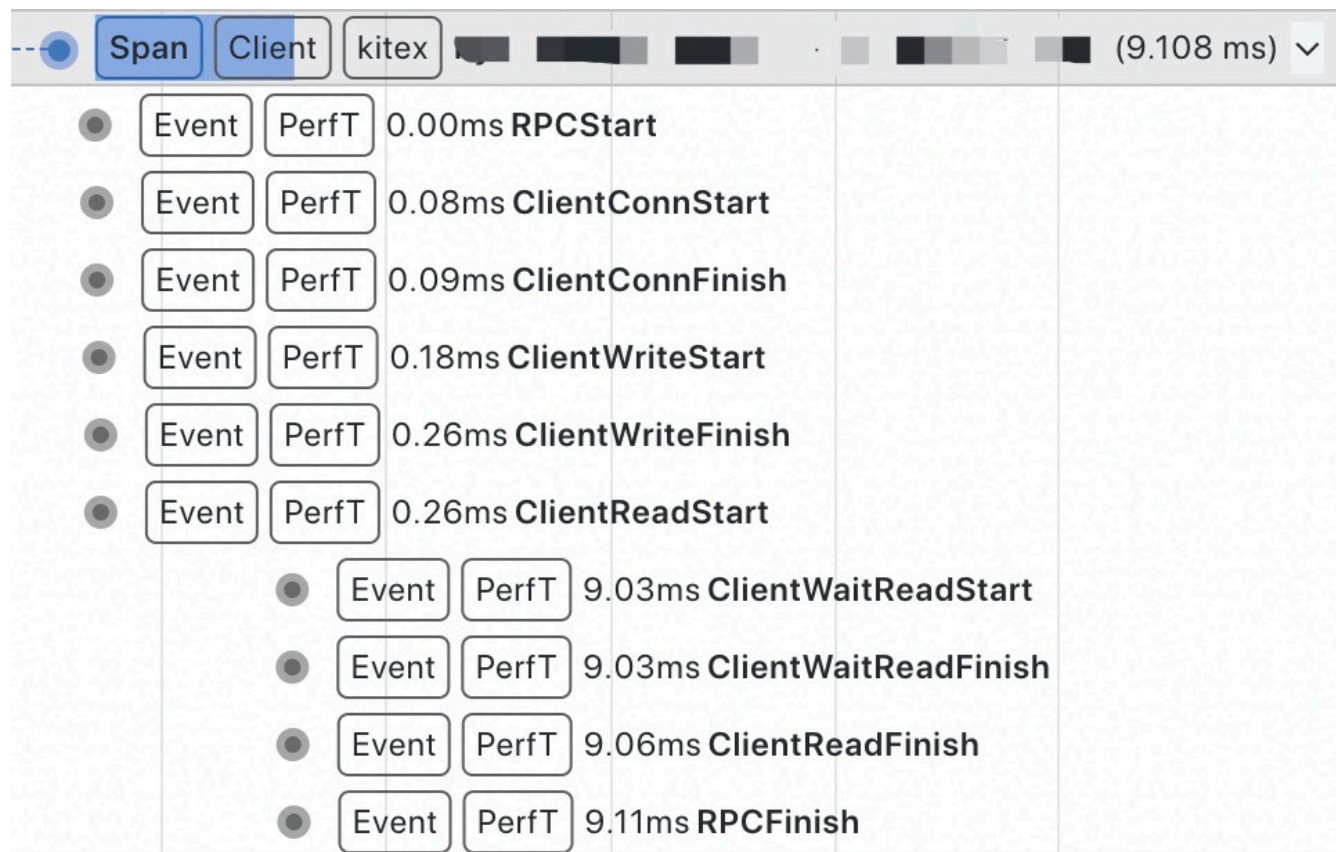 Span Client kitex (9.108 ms)
Event PerfT 0.00ms RPCStart
Event PerfT 0.08ms ClientConnStart
Event PerfT 0.09ms ClientConnFinish
Event PerfT 0.18ms ClientWriteStart
Event PerfT 0.26ms ClientWriteFinish
Event PerfT 0.26ms ClientReadStart
Event PerfT 9.03ms ClientWaitReadStart
Event PerfT 9.03ms ClientWaitReadFinish
Event PerfT 9.06ms ClientReadFinish
Event PerfT 9.11ms RPCFinish